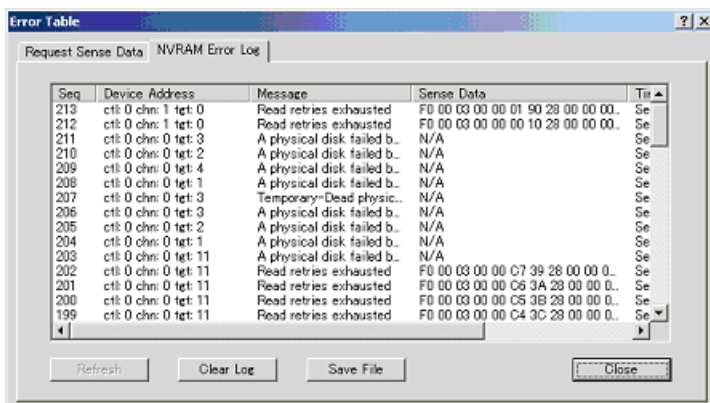 Error Table
Request Sense Data NVRAM Error Log
Seq Device Address Message Sense Data
213 ctl: 0 chn: 1 tgt: 0 Read retries exhausted F0 00 03 00 00 01 90 28 00 00 00... Se
212 ctl: 0 chn: 1 tgt: 0 Read retries exhausted F0 00 03 00 00 00 10 28 00 00 00... Se
211 ctl: 0 chn: 0 tgt: 3 A physical disk failed b... N/A Se
210 ctl: 0 chn: 0 tgt: 2 A physical disk failed b... N/A Se
209 ctl: 0 chn: 0 tgt: 4 A physical disk failed b... N/A Se
208 ctl: 0 chn: 0 tgt: 1 A physical disk failed b... N/A Se
207 ctl: 0 chn: 0 tgt: 3 Temporary-Dead physic... N/A Se
206 ctl: 0 chn: 0 tgt: 3 A physical disk failed b... N/A Se
205 ctl: 0 chn: 0 tgt: 2 A physical disk failed b... N/A Se
204 ctl: 0 chn: 0 tgt: 1 A physical disk failed b... N/A Se
203 ctl: 0 chn: 0 tgt: 11 A physical disk failed b... N/A Se
202 ctl: 0 chn: 0 tgt: 11 Read retries exhausted F0 00 03 00 00 C7 39 28 00 00 0... Se
201 ctl: 0 chn: 0 tgt: 11 Read retries exhausted F0 00 03 00 00 C6 3A 28 00 00 0... Se
200 ctl: 0 chn: 0 tgt: 11 Read retries exhausted F0 00 03 00 00 C5 3B 28 00 00 0... Se
199 ctl: 0 chn: 0 tgt: 11 Read retries exhausted F0 00 03 00 00 C4 3C 28 00 00 0... Se
Refresh Clear Log Save File Close